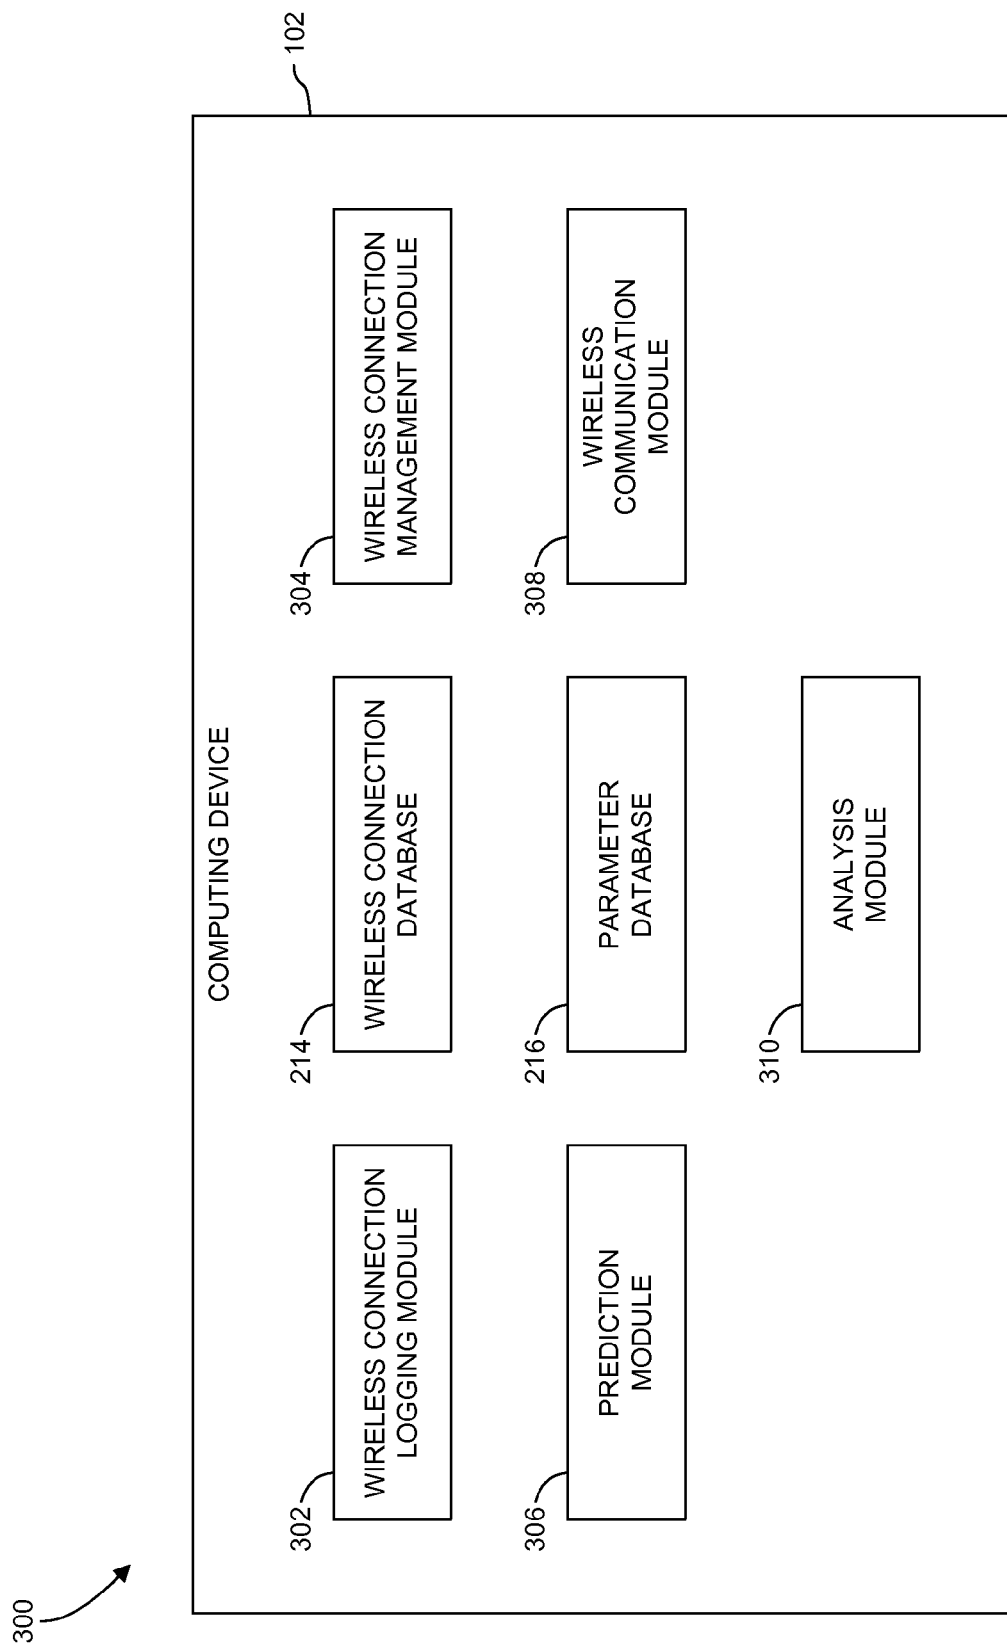 300
102
COMPUTING DEVICE
302
WIRELESS CONNECTION
LOGGING MODULE
214
WIRELESS CONNECTION
DATABASE
304
WIRELESS CONNECTION
MANAGEMENT MODULE
306
PREDICTION
MODULE
216
PARAMETER
DATABASE
308
WIRELESS
COMMUNICATION
MODULE
310
ANALYSIS
MODULE